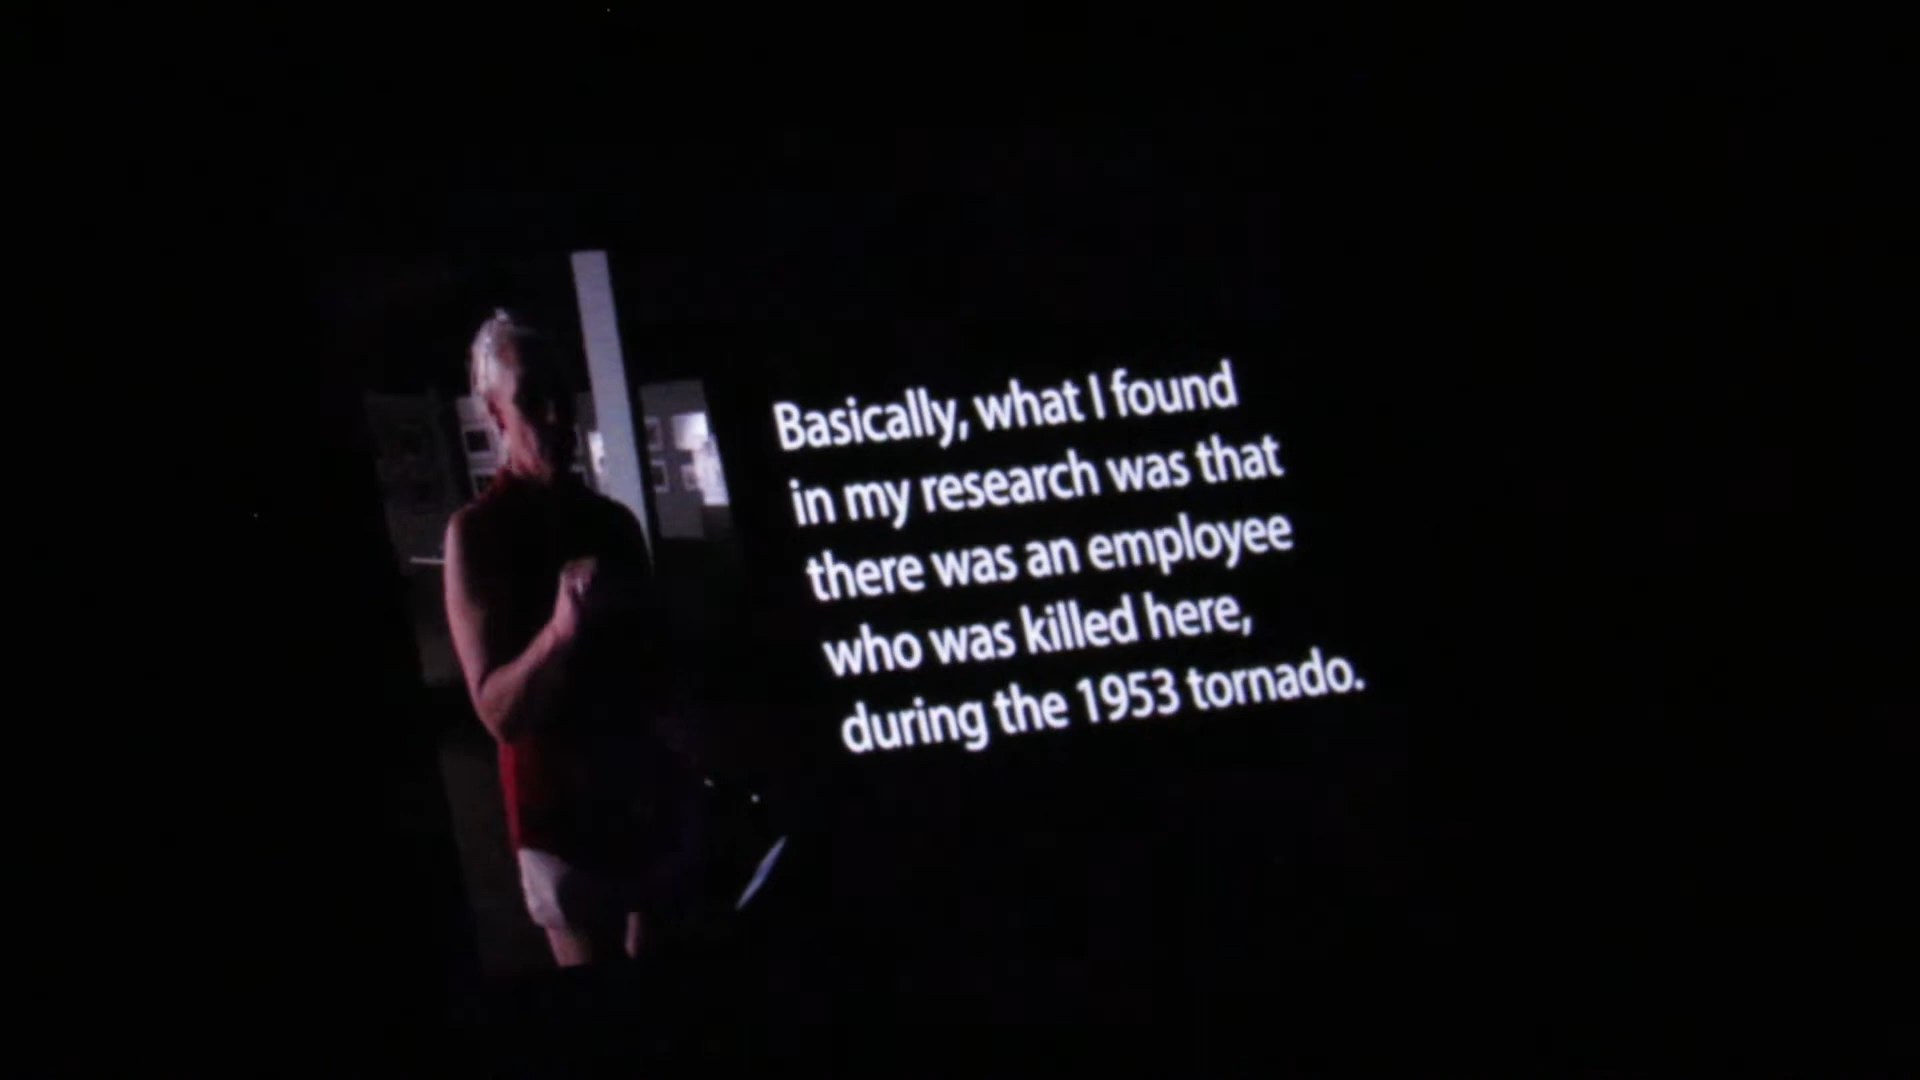 Basically, what I found
in my research was that
there was an employee
who was killed here,
during the 1953 tornado.